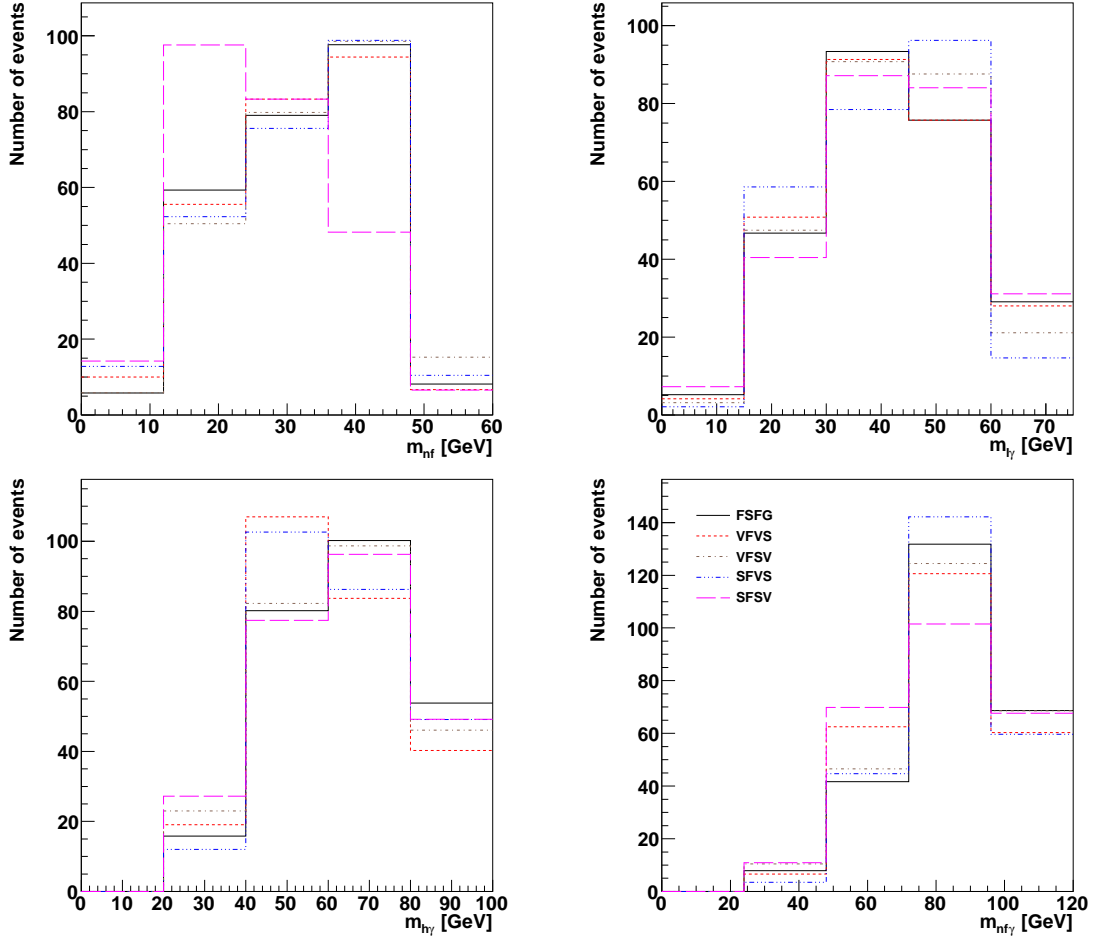 Number of events
100
80
60
40
20
0
0 10 20 30 40 50 60
m_nf [GeV]
Number of events
100
80
60
40
20
0
0 10 20 30 40 50 60 70
m_lγ [GeV]
Number of events
100
80
60
40
20
0
0 10 20 30 40 50 60 70 80 90 100
m_hγ [GeV]
Number of events
140
120
100
80
60
40
20
0
FSFG
VFVS
VFSV
SFVS
SFSV
0 20 40 60 80 100 120
m_nfγ [GeV]